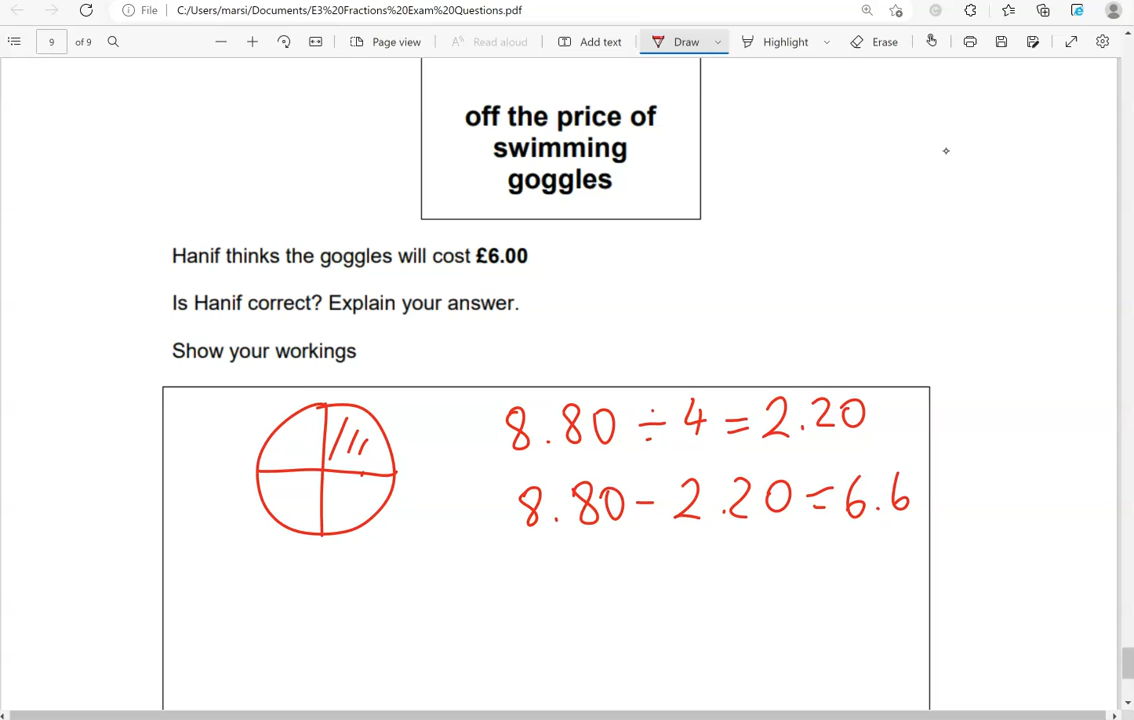 File
C:/Users/marsi/Documents/E3%20Fractions%20Exam%20Questions.pdf
9 of 9
Page view
Read aloud
Add text
Draw
Highlight
Erase
off the price of
swimming
goggles
Hanif thinks the goggles will cost £6.00
Is Hanif correct? Explain your answer.
Show your workings
8.80 ÷ 4 = 2.20
8.80 - 2.20 = 6.6